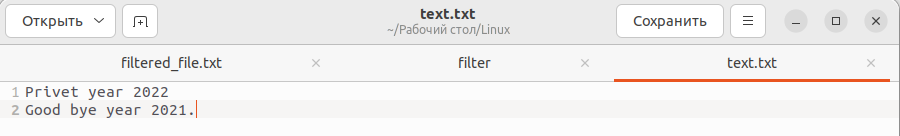 Открыть
text.txt
~/Рабочий стол/Linux
Сохранить
filtered_file.txt
filter
text.txt
1 Privet year 2022
2 Good bye year 2021.